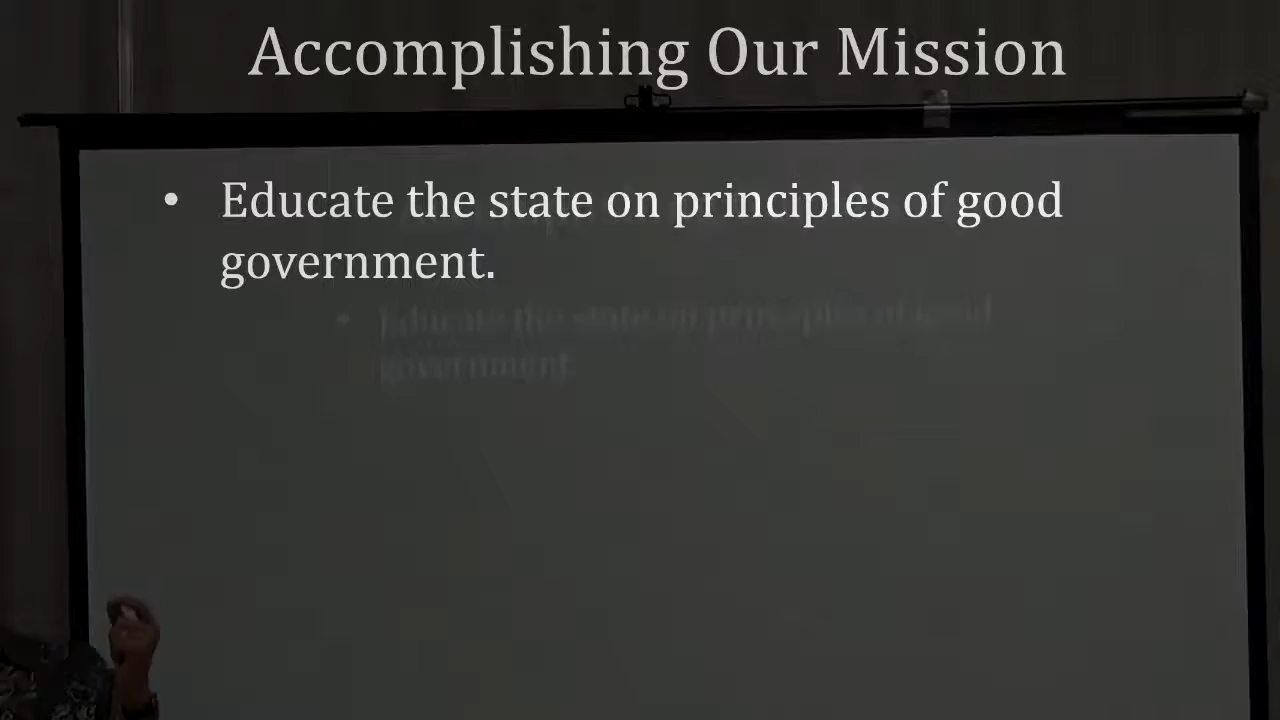 Accomplishing Our Mission
• Educate the state on principles of good
government.
• Educate the state on principles of good
government.